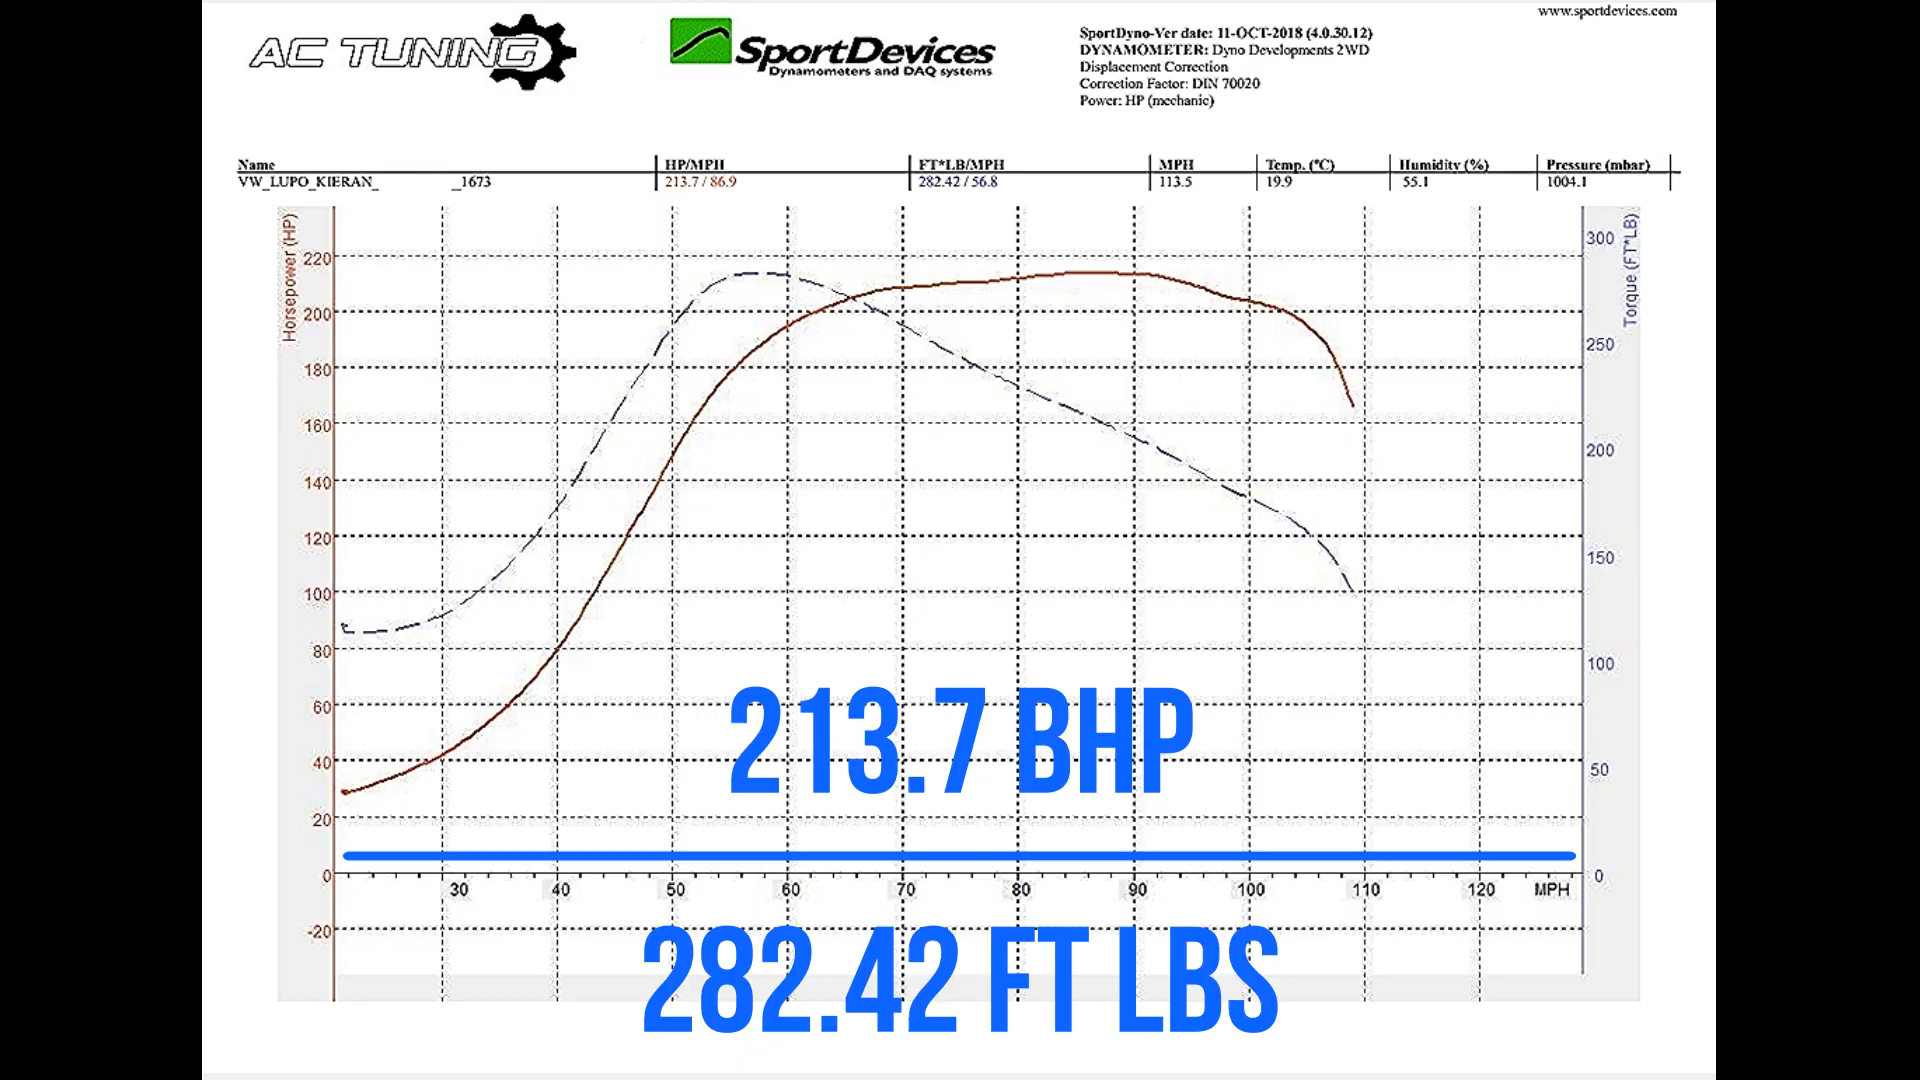 www.sportdevices.com
AC TUNING
SportDevices
Dynamometers and DAQ systems
SportDyno-Ver date: 11-OCT-2018 (4.0.30.12)
DYNAMOMETER: Dyno Developments 2WD
Displacement Correction
Correction Factor: DIN 70020
Power: HP (mechanic)
Name HP/MPH FT*LB/MPH MPH Temp. (°C) Humidity (%) Pressure (mbar)
VW_LUPO_KIERAN_ _1673 213.7 / 86.9 282.42 / 56.8 113.5 19.9 55.1 1004.1
Horsepower (HP)
220
200
180
160
140
120
100
80
60
40
20
0
-20
Torque (FT*LB)
300
250
200
150
100
50
0
213.7 BHP
30 40 50 60 70 80 90 100 110 120 MPH
282.42 FT LBS